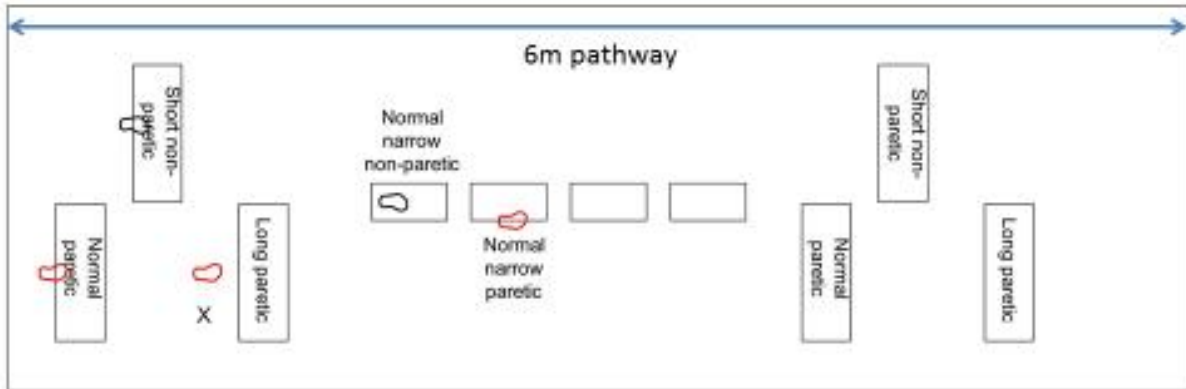 6m pathway
Short non-
paretic
Normal
narrow
non-paretic
Short non-
paretic
Normal
paretic
Long paretic
X
Normal
narrow
paretic
Normal
paretic
Long paretic